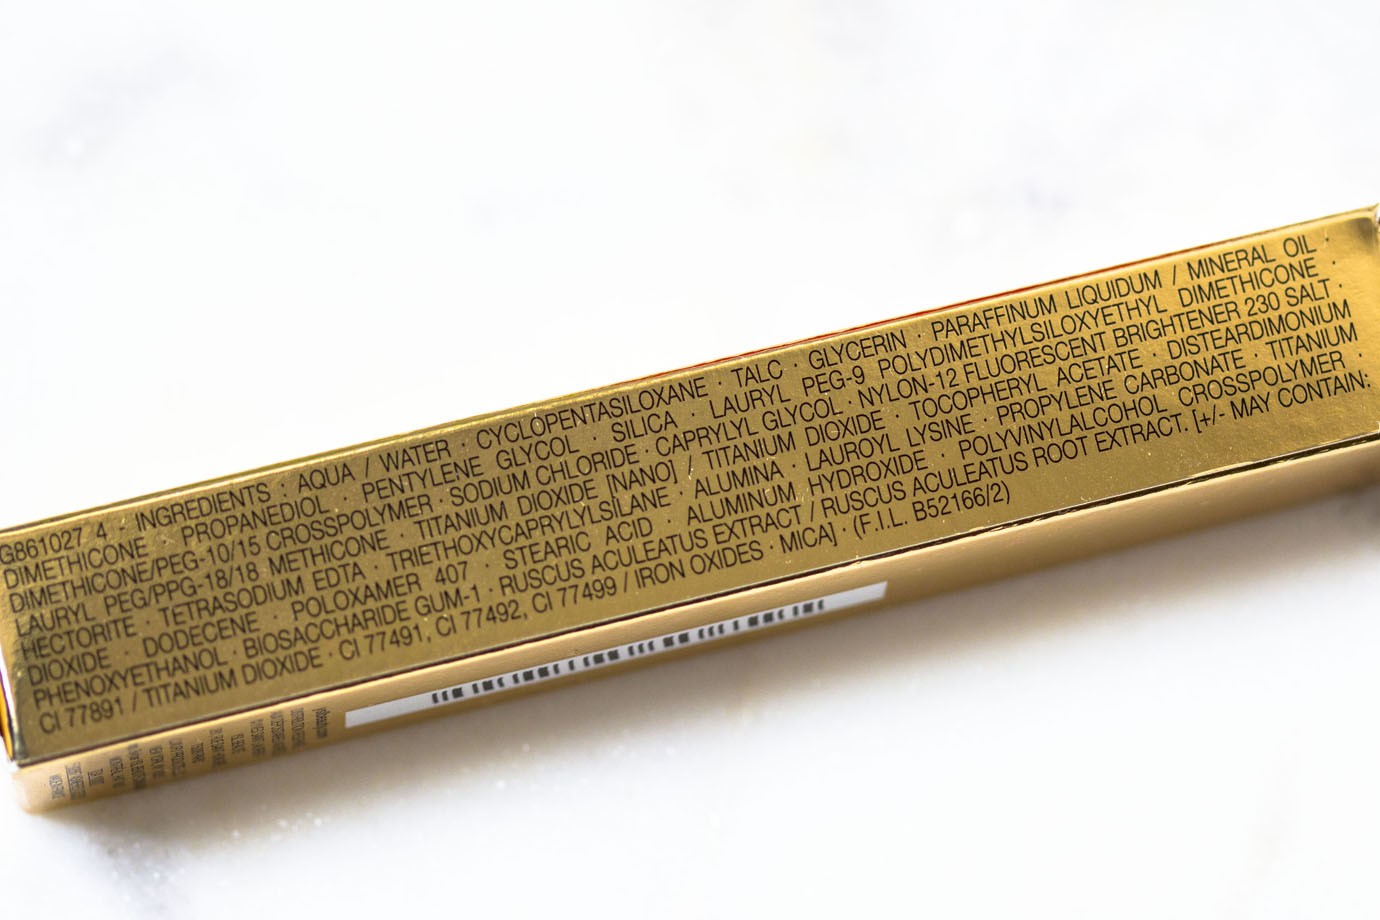 G861027 4 · INGREDIENTS · AQUA / WATER · CYCLOPENTASILOXANE · TALC · GLYCERIN · PARAFFINUM LIQUIDUM / MINERAL OIL ·
DIMETHICONE · PROPANEDIOL · PENTYLENE GLYCOL · SILICA · LAURYL PEG-9 POLYDIMETHYLSILOXYETHYL DIMETHICONE ·
DIMETHICONE/PEG-10/15 CROSSPOLYMER · SODIUM CHLORIDE · CAPRYLYL GLYCOL · NYLON-12 FLUORESCENT BRIGHTENER 230 SALT ·
LAURYL PEG/PPG-18/18 METHICONE · TITANIUM DIOXIDE [NANO] / TITANIUM DIOXIDE · TOCOPHERYL ACETATE · DISTEARDIMONIUM
HECTORITE · TETRASODIUM EDTA · TRIETHOXYCAPRYLYLSILANE · ALUMINA · LAUROYL LYSINE · PROPYLENE CARBONATE · TITANIUM
DIOXIDE · DODECENE · POLOXAMER 407 · STEARIC ACID · ALUMINUM HYDROXIDE · POLYVINYLALCOHOL CROSSPOLYMER ·
PHENOXYETHANOL · BIOSACCHARIDE GUM-1 · RUSCUS ACULEATUS EXTRACT / RUSCUS ACULEATUS ROOT EXTRACT. [+/- MAY CONTAIN:
CI 77891 / TITANIUM DIOXIDE · CI 77491, CI 77492, CI 77499 / IRON OXIDES · MICA] · (F.I.L. B52166/2)